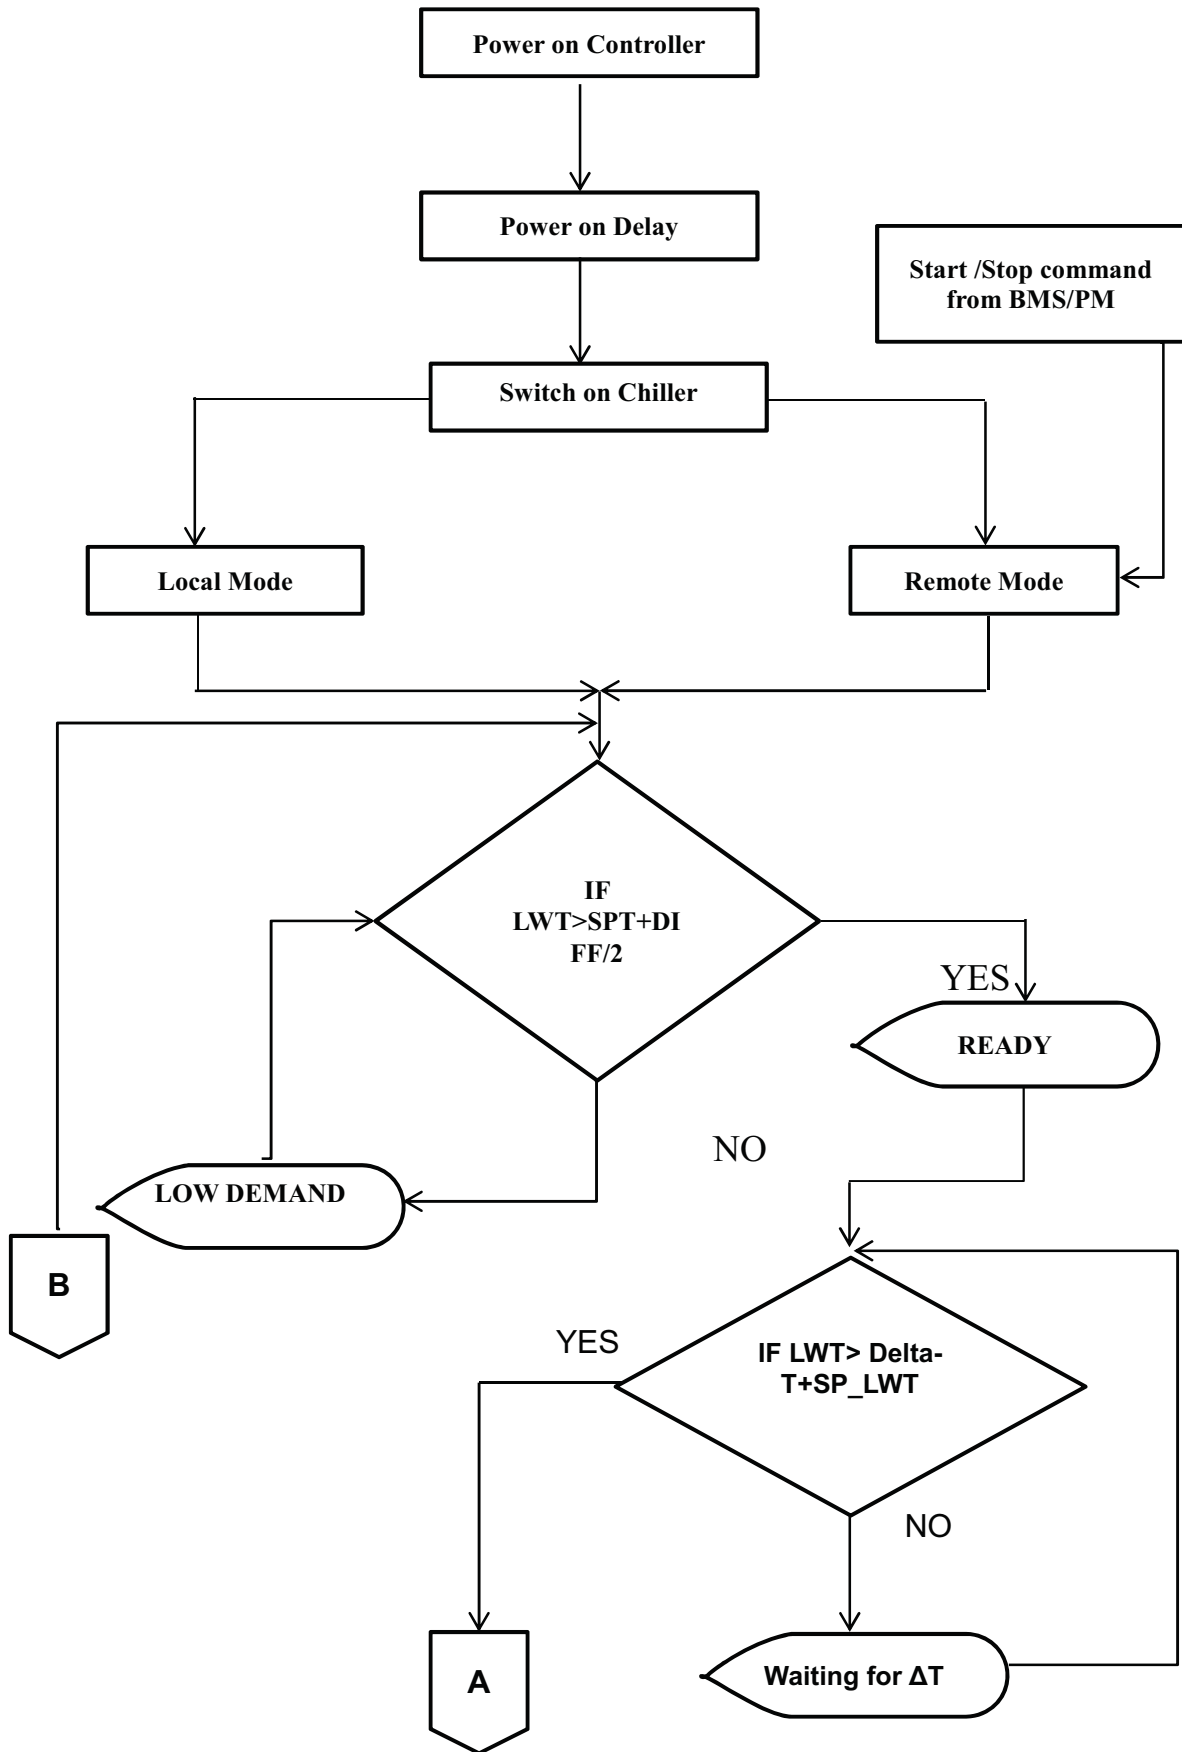 Power on Controller
Power on Delay
Start /Stop command
from BMS/PM
Switch on Chiller
Local Mode
Remote Mode
IF
LWT>SPT+DI
FF/2
YES
READY
NO
LOW DEMAND
B
YES
IF LWT> Delta-
T+SP_LWT
NO
A
Waiting for ΔT